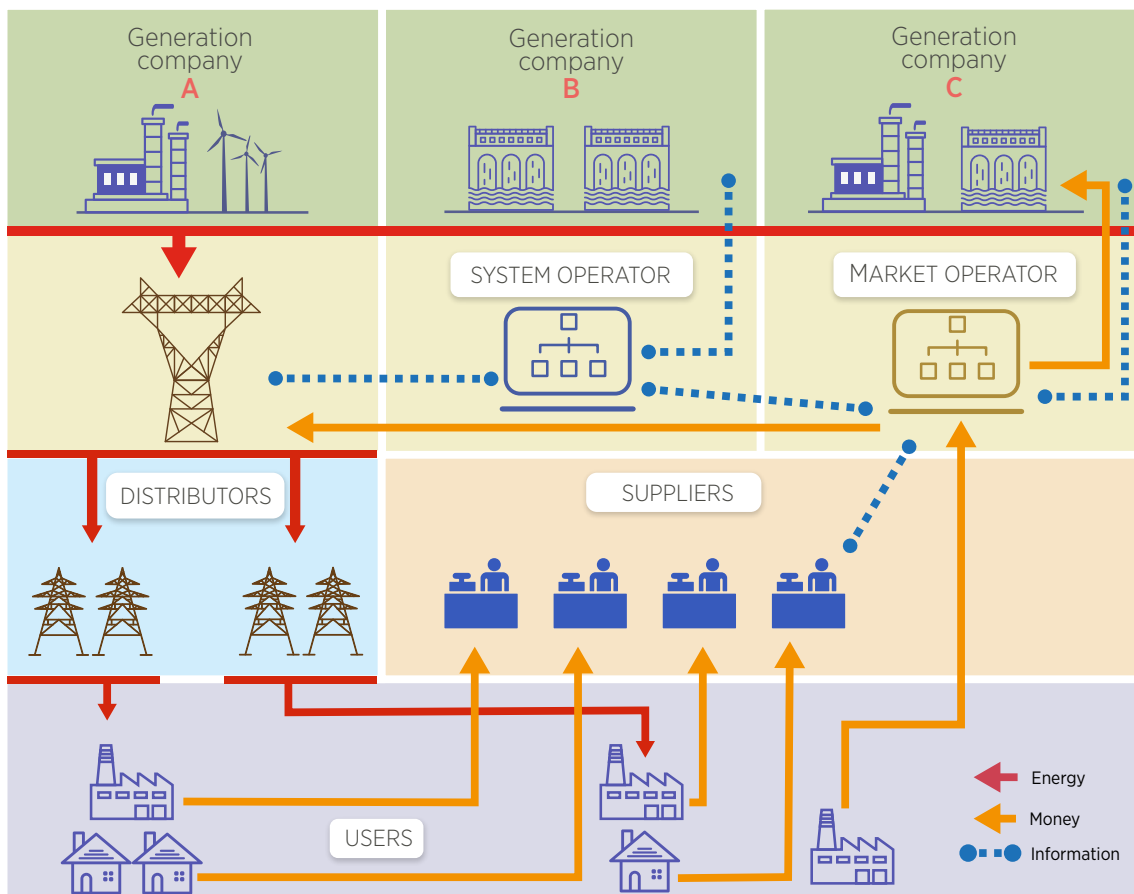 Generation
company
A
Generation
company
B
Generation
company
C
SYSTEM OPERATOR
MARKET OPERATOR
DISTRIBUTORS
SUPPLIERS
USERS
Energy
Money
Information